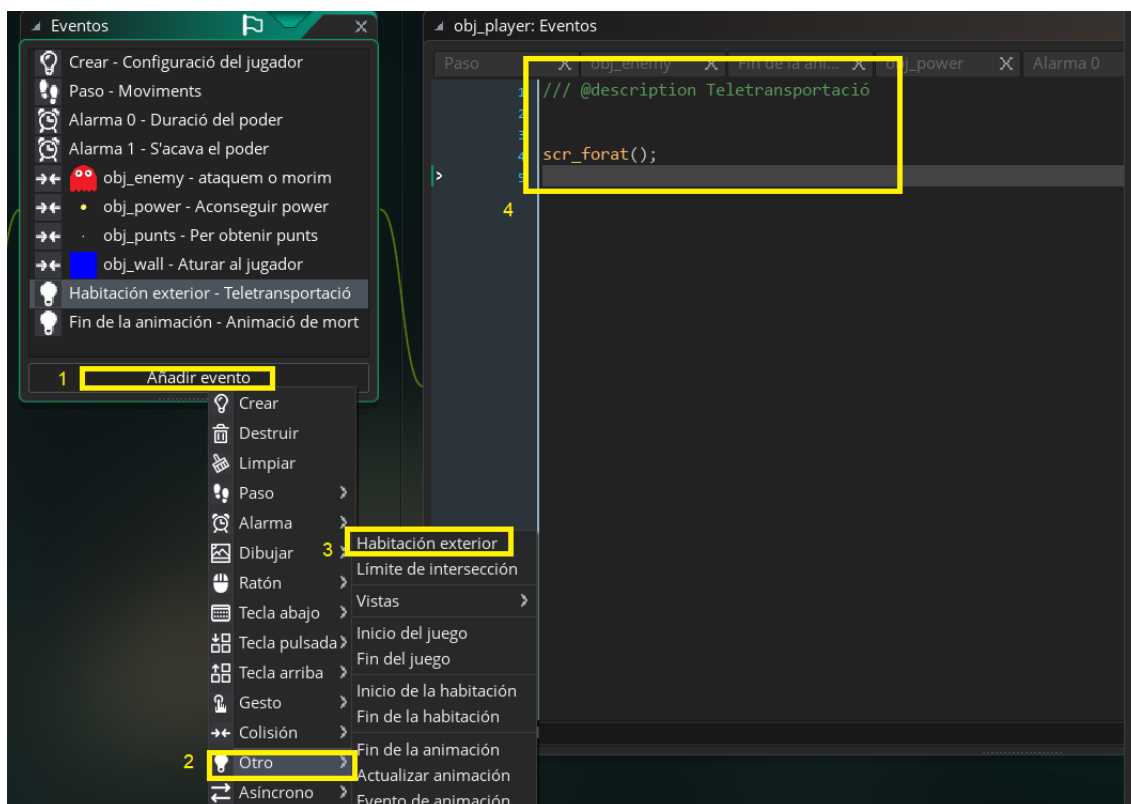 Eventos
Crear - Configuració del jugador
Paso - Moviments
Alarma 0 - Duració del poder
Alarma 1 - S'acava el poder
obj_enemy - ataquem o morim
obj_power - Aconseguir power
obj_punts - Per obtenir punts
obj_wall - Aturar al jugador
Habitación exterior - Teletransportació
Fin de la animación - Animació de mort
1 Añadir evento
Crear
Destruir
Limpiar
Paso
Alarma
Dibujar
Ratón
Tecla abajo
Tecla pulsada
Tecla arriba
Gesto
Colisión
2 Otro
Asíncrono
3 Habitación exterior
Límite de intersección
Vistas
Inicio del juego
Fin del juego
Inicio de la habitación
Fin de la habitación
Fin de la animación
Actualizar animación
Evento de animación
obj_player: Eventos
Paso X obj_enemy X Fin de la ani... X obj_power X Alarma 0
1 /// @description Teletransportació
2
3
4 scr_forat();
5
4